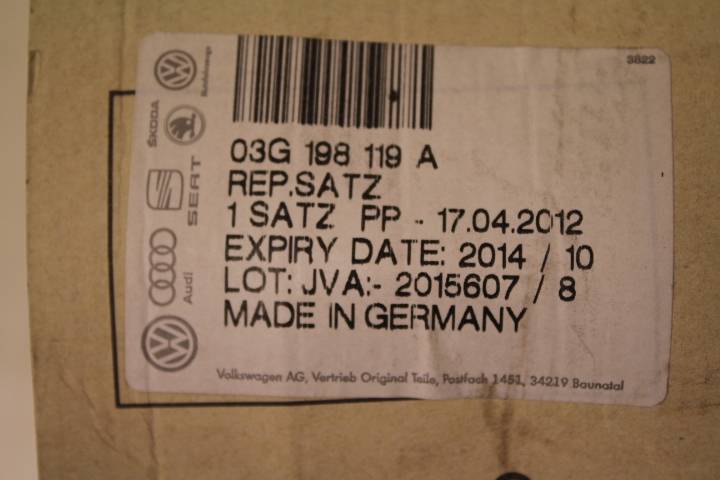 3822
03G 198 119 A
REP.SATZ
1 SATZ PP - 17.04.2012
EXPIRY DATE: 2014 / 10
LOT: JVA:- 2015607 / 8
MADE IN GERMANY
Volkswagen AG, Vertrieb Original Teile, Postfach 1451, 34219 Baunatal
Nutzfahrzeuge
ŠKODA
SEAT
Audi